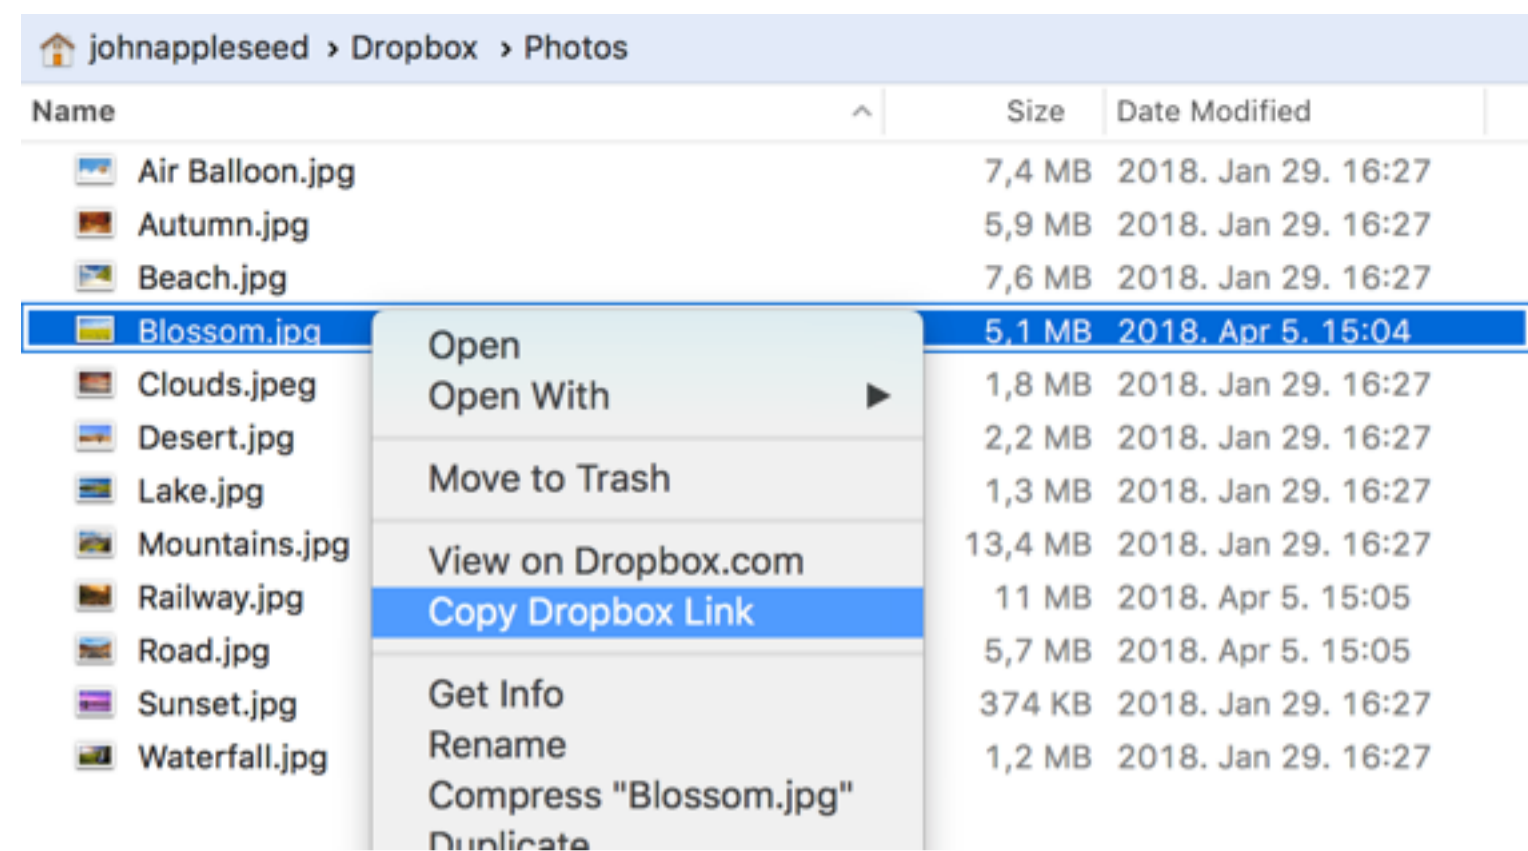 johnappleseed › Dropbox › Photos
Name Size Date Modified
Air Balloon.jpg 7,4 MB 2018. Jan 29. 16:27
Autumn.jpg 5,9 MB 2018. Jan 29. 16:27
Beach.jpg 7,6 MB 2018. Jan 29. 16:27
Blossom.jpg 5,1 MB 2018. Apr 5. 15:04
Clouds.jpeg 1,8 MB 2018. Jan 29. 16:27
Desert.jpg 2,2 MB 2018. Jan 29. 16:27
Lake.jpg 1,3 MB 2018. Jan 29. 16:27
Mountains.jpg 13,4 MB 2018. Jan 29. 16:27
Railway.jpg 11 MB 2018. Apr 5. 15:05
Road.jpg 5,7 MB 2018. Apr 5. 15:05
Sunset.jpg 374 KB 2018. Jan 29. 16:27
Waterfall.jpg 1,2 MB 2018. Jan 29. 16:27
Open
Open With
Move to Trash
View on Dropbox.com
Copy Dropbox Link
Get Info
Rename
Compress "Blossom.jpg"
Duplicate